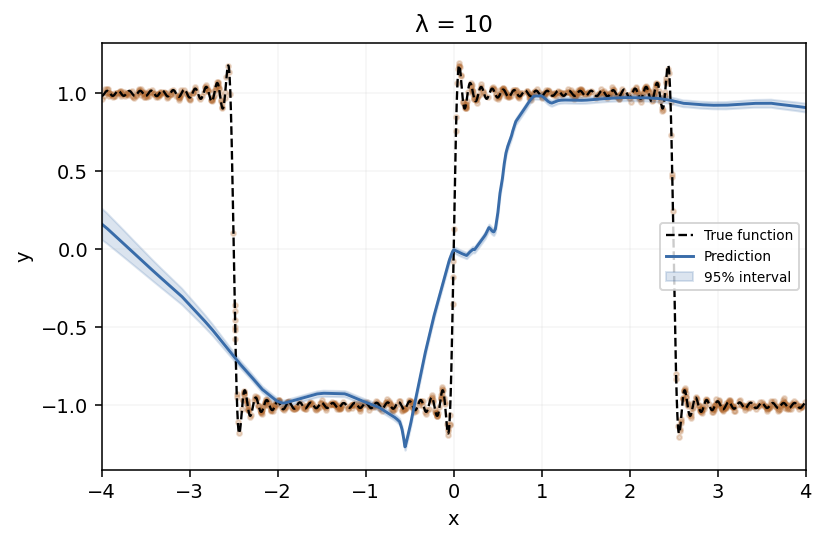 λ = 10
y
1.0
0.5
0.0
−0.5
−1.0
True function
Prediction
95% interval
−4 −3 −2 −1 0 1 2 3 4
x